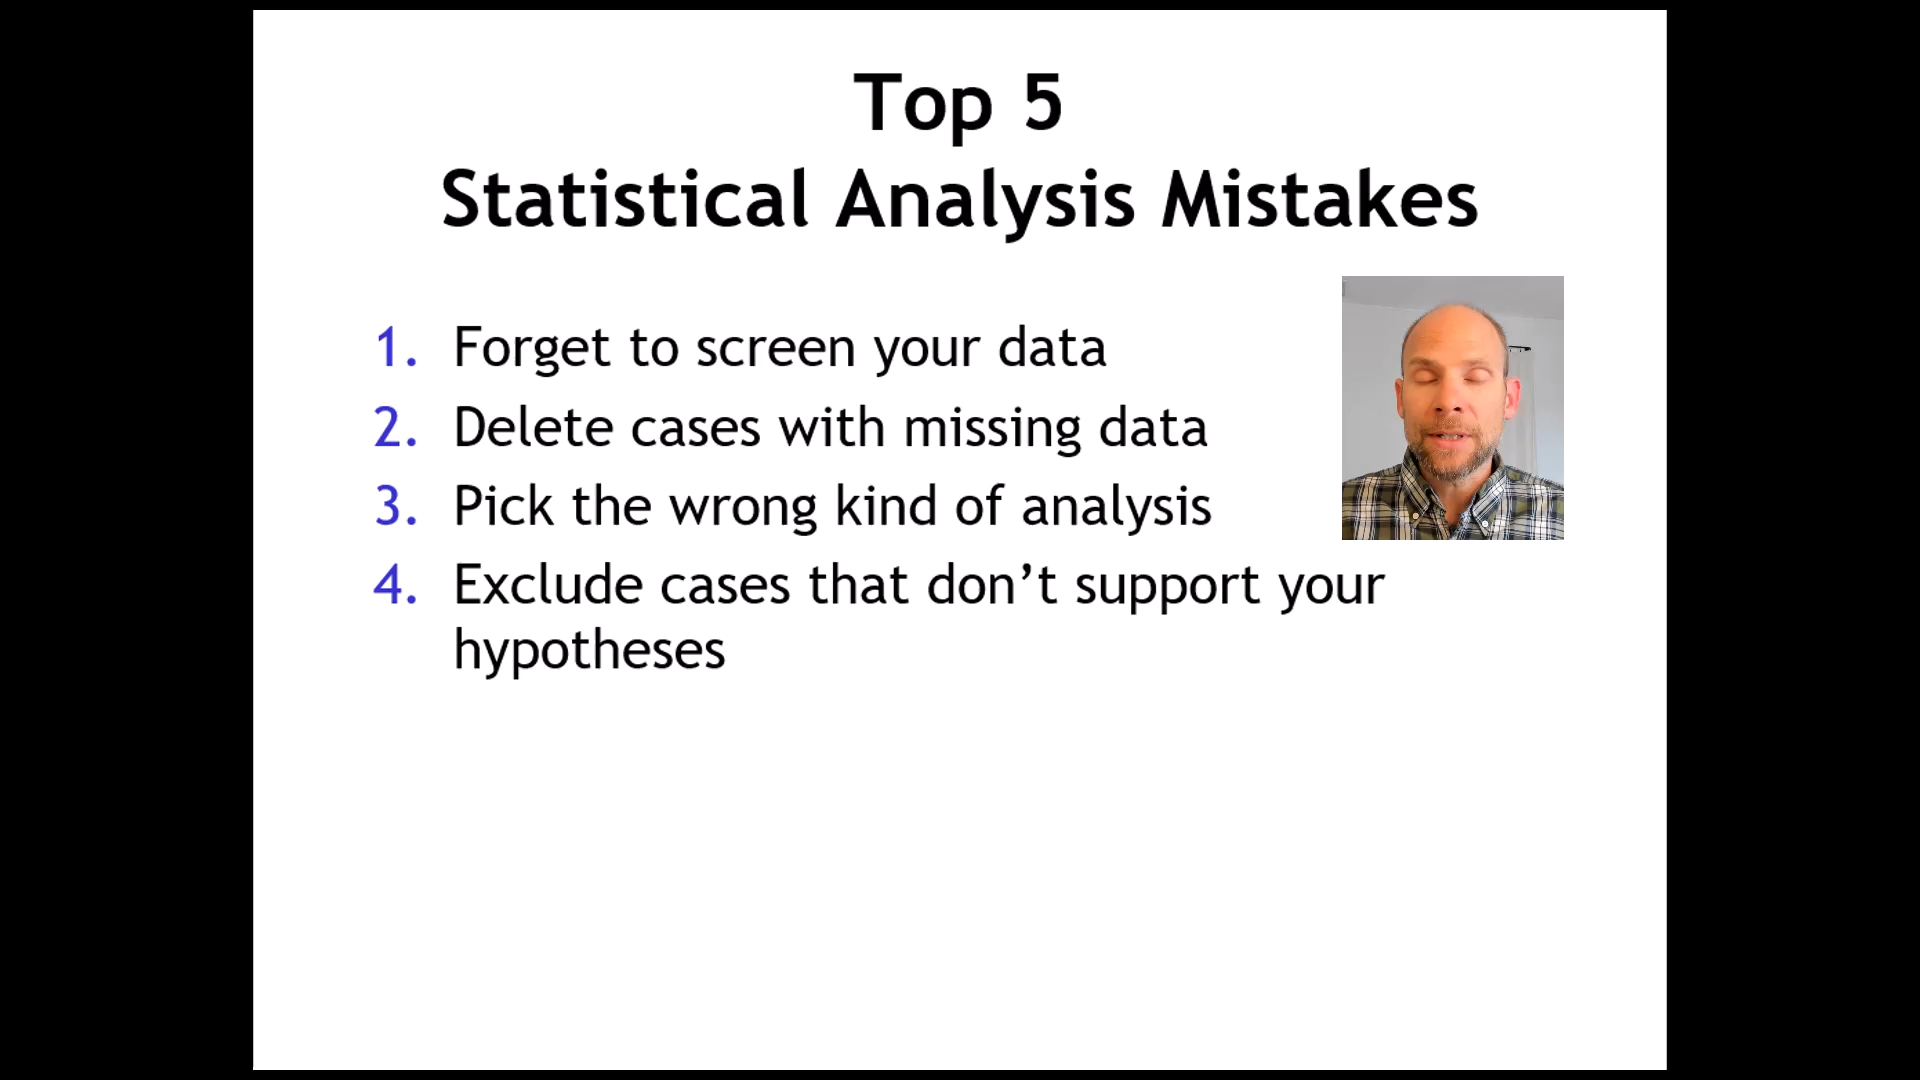 Top 5
Statistical Analysis Mistakes
1. Forget to screen your data
2. Delete cases with missing data
3. Pick the wrong kind of analysis
4. Exclude cases that don’t support your
hypotheses